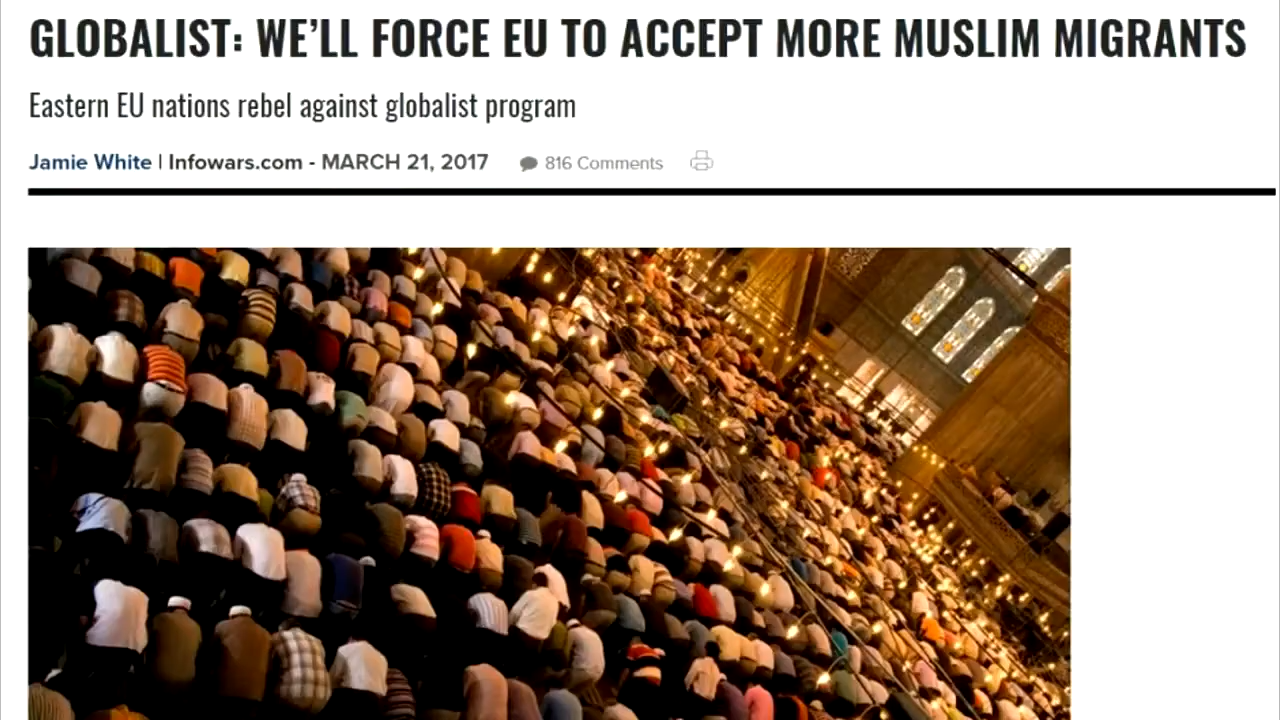 GLOBALIST: WE’LL FORCE EU TO ACCEPT MORE MUSLIM MIGRANTS
Eastern EU nations rebel against globalist program
Jamie White | Infowars.com - MARCH 21, 2017 816 Comments